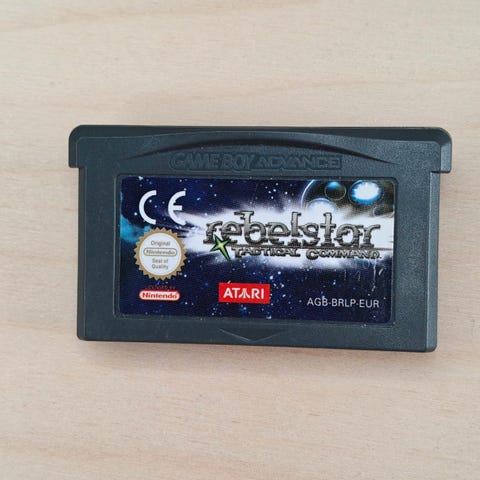 GAME BOY ADVANCE
CE
rebelstar
TACTICAL COMMAND
Original
Nintendo
Seal of
Quality
Nintendo
ATARI
AGB-BRLP-EUR